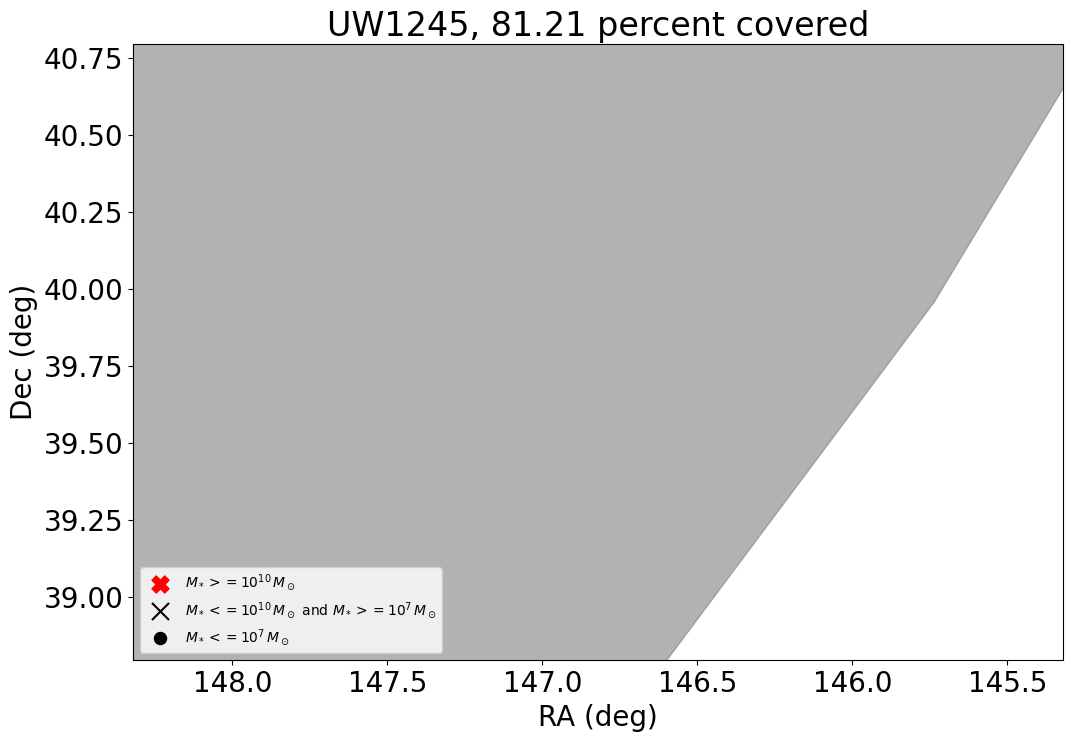 UW1245, 81.21 percent covered
40.75
40.50
40.25
40.00
39.75
39.50
39.25
39.00
Dec (deg)
M* >= 10^10 M⊙
M* <= 10^10 M⊙ and M* >= 10^7 M⊙
M* <= 10^7 M⊙
148.0 147.5 147.0 146.5 146.0 145.5
RA (deg)